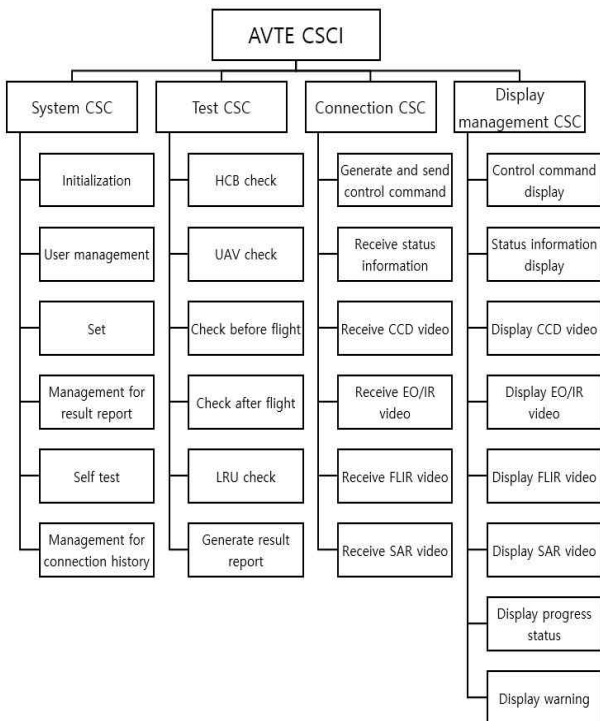 AVTE CSCI
System CSC
Test CSC
Connection CSC
Display
management CSC
Initialization
User management
Set
Management for
result report
Self test
Management for
connection history
HCB check
UAV check
Check before flight
Check after flight
LRU check
Generate result
report
Generate and send
control command
Receive status
information
Receive CCD video
Receive EO/IR
video
Receive FLIR video
Receive SAR video
Control command
display
Status information
display
Display CCD video
Display EO/IR
video
Display FLIR video
Display SAR video
Display progress
status
Display warning